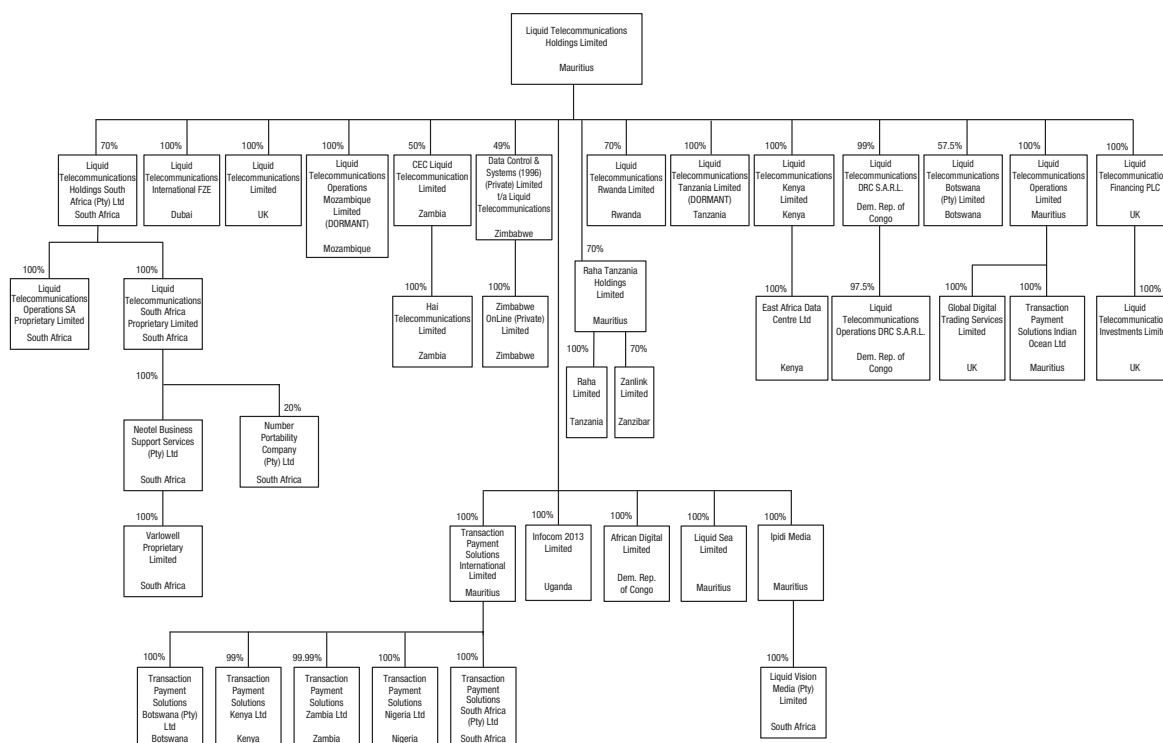 Liquid Telecommunications
Holdings Limited
Mauritius
70%
Liquid
Telecommunications
Holdings South
Africa (Pty) Ltd
South Africa
100%
Liquid
Telecommunications
International FZE
Dubai
100%
Liquid
Telecommunications
Limited
UK
100%
Liquid
Telecommunications
Operations
Mozambique
Limited
(DORMANT)
Mozambique
50%
CEC Liquid
Telecommunication
Limited
Zambia
49%
Data Control &
Systems (1996)
(Private) Limited
t/a Liquid
Telecommunications
Zimbabwe
70%
Liquid
Telecommunications
Rwanda Limited
Rwanda
100%
Liquid
Telecommunications
Tanzania Limited
(DORMANT)
Tanzania
100%
Liquid
Telecommunications
Kenya
Limited
Kenya
99%
Liquid
Telecommunications
DRC S.A.R.L.
Dem. Rep of
Congo
57.5%
Liquid
Telecommunications
Botswana
(Pty) Limited
Botswana
100%
Liquid
Telecommunications
Operations
Limited
Mauritius
100%
Liquid
Telecommunications
Financing PLC
UK
100%
Liquid
Telecommunications
Operations SA
Proprietary Limited
South Africa
100%
Liquid
Telecommunications
South Africa
Proprietary Limited
South Africa
100%
Hai
Telecommunications
Limited
Zambia
100%
Zimbabwe
OnLine (Private)
Limited
Zimbabwe
70%
Raha Tanzania
Holdings
Limited
Mauritius
100%
East Africa Data
Centre Ltd
Kenya
97.5%
Liquid
Telecommunications
Operations DRC S.A.R.L.
Dem. Rep of
Congo
100%
Global Digital
Trading Services
Limited
UK
100%
Transaction
Payment
Solutions Indian
Ocean Ltd
Mauritius
100%
Liquid
Investments
UK
100%
Raha
Limited
Tanzania
70%
Zanlink
Limited
Zanzibar
100%
Neotel Business
Support Services
(Pty) Ltd
South Africa
20%
Number
Portability
Company
(Pty) Ltd
South Africa
100%
Varlowell
Proprietary
Limited
South Africa
100%
Transaction
Payment
Solutions
International
Limited
Mauritius
100%
Infocom 2013
Limited
Uganda
100%
African Digital
Limited
Dem. Rep.
of Congo
100%
Liquid Sea
Limited
Mauritius
100%
Ipidi Media
Mauritius
100%
Transaction
Payment
Solutions
Botswana (Pty)
Ltd
Botswana
99%
Transaction
Payment
Solutions
Kenya Ltd
Kenya
99.99%
Transaction
Payment
Solutions
Zambia Ltd
Zambia
100%
Transaction
Payment
Solutions
Nigeria Ltd
Nigeria
100%
Transaction
Payment
Solutions
South Africa
(Pty) Ltd
South Africa
100%
Liquid Vision
Media (Pty)
Limited
South Africa